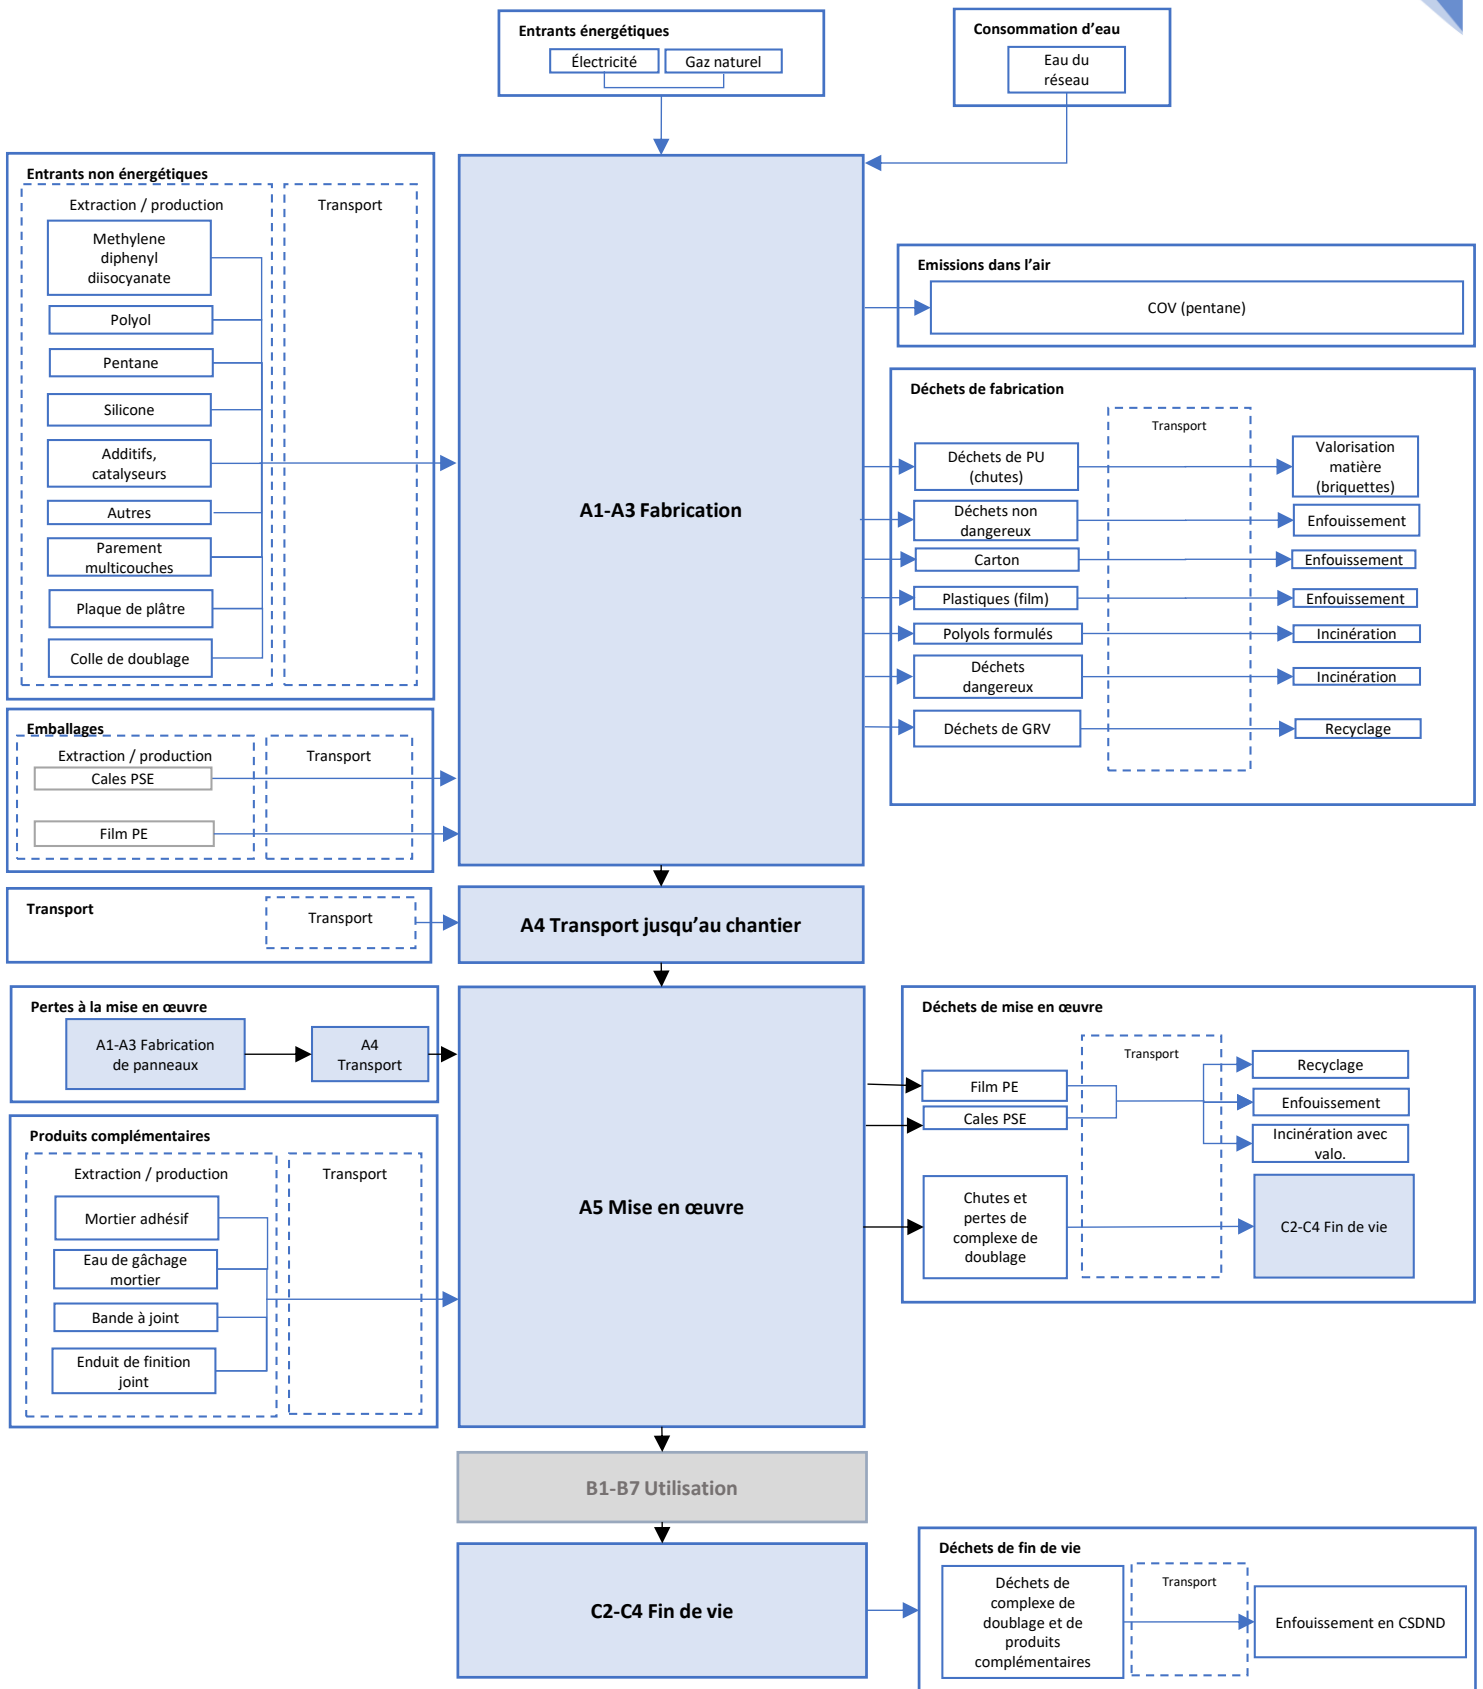 Entrants énergétiques
Électricité
Gaz naturel
Consommation d’eau
Eau du
réseau
Entrants non énergétiques
Extraction / production
Transport
Methylene
diphenyl
diisocyanate
Polyol
Pentane
Silicone
Additifs,
catalyseurs
Autres
Parement
multicouches
Plaque de plâtre
Colle de doublage
A1-A3 Fabrication
Emissions dans l’air
COV (pentane)
Déchets de fabrication
Transport
Déchets de PU
(chutes)
Valorisation
matière
(briquettes)
Déchets non
dangereux
Enfouissement
Carton
Enfouissement
Plastiques (film)
Enfouissement
Polyols formulés
Incinération
Déchets
dangereux
Incinération
Déchets de GRV
Recyclage
Emballages
Extraction / production
Transport
Cales PSE
Film PE
Transport
Transport
A4 Transport jusqu’au chantier
Pertes à la mise en œuvre
A1-A3 Fabrication
de panneaux
A4
Transport
Produits complémentaires
Extraction / production
Transport
Mortier adhésif
Eau de gâchage
mortier
Bande à joint
Enduit de finition
joint
A5 Mise en œuvre
Déchets de mise en œuvre
Transport
Film PE
Cales PSE
Recyclage
Enfouissement
Incinération avec
valo.
Chutes et
pertes de
complexe de
doublage
C2-C4 Fin de vie
B1-B7 Utilisation
C2-C4 Fin de vie
Déchets de fin de vie
Déchets de
complexe de
doublage et de
produits
complémentaires
Transport
Enfouissement en CSDND